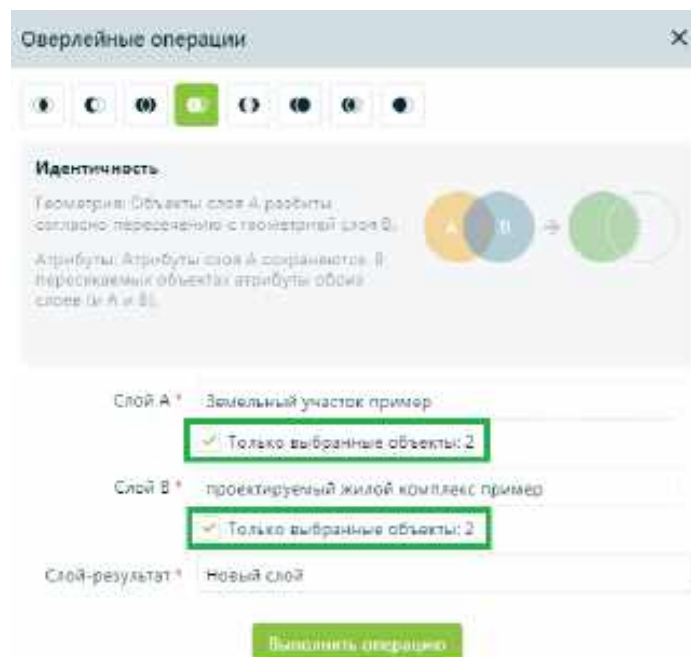 Оверлейные операции
Идентичность
Геометрия: Объекты слоя А разбиты
согласно пересечению с геометрией слоя В.
Атрибуты: Атрибуты слоя А сохраняются. В
пересекаемых объектах атрибуты обоих
слоев (и А и В).
А В
Слой А *
Земельный участок пример
Только выбранные объекты: 2
Слой В *
проектируемый жилой комплекс пример
Только выбранные объекты: 2
Слой-результат *
Новый слой
Выполнить операцию